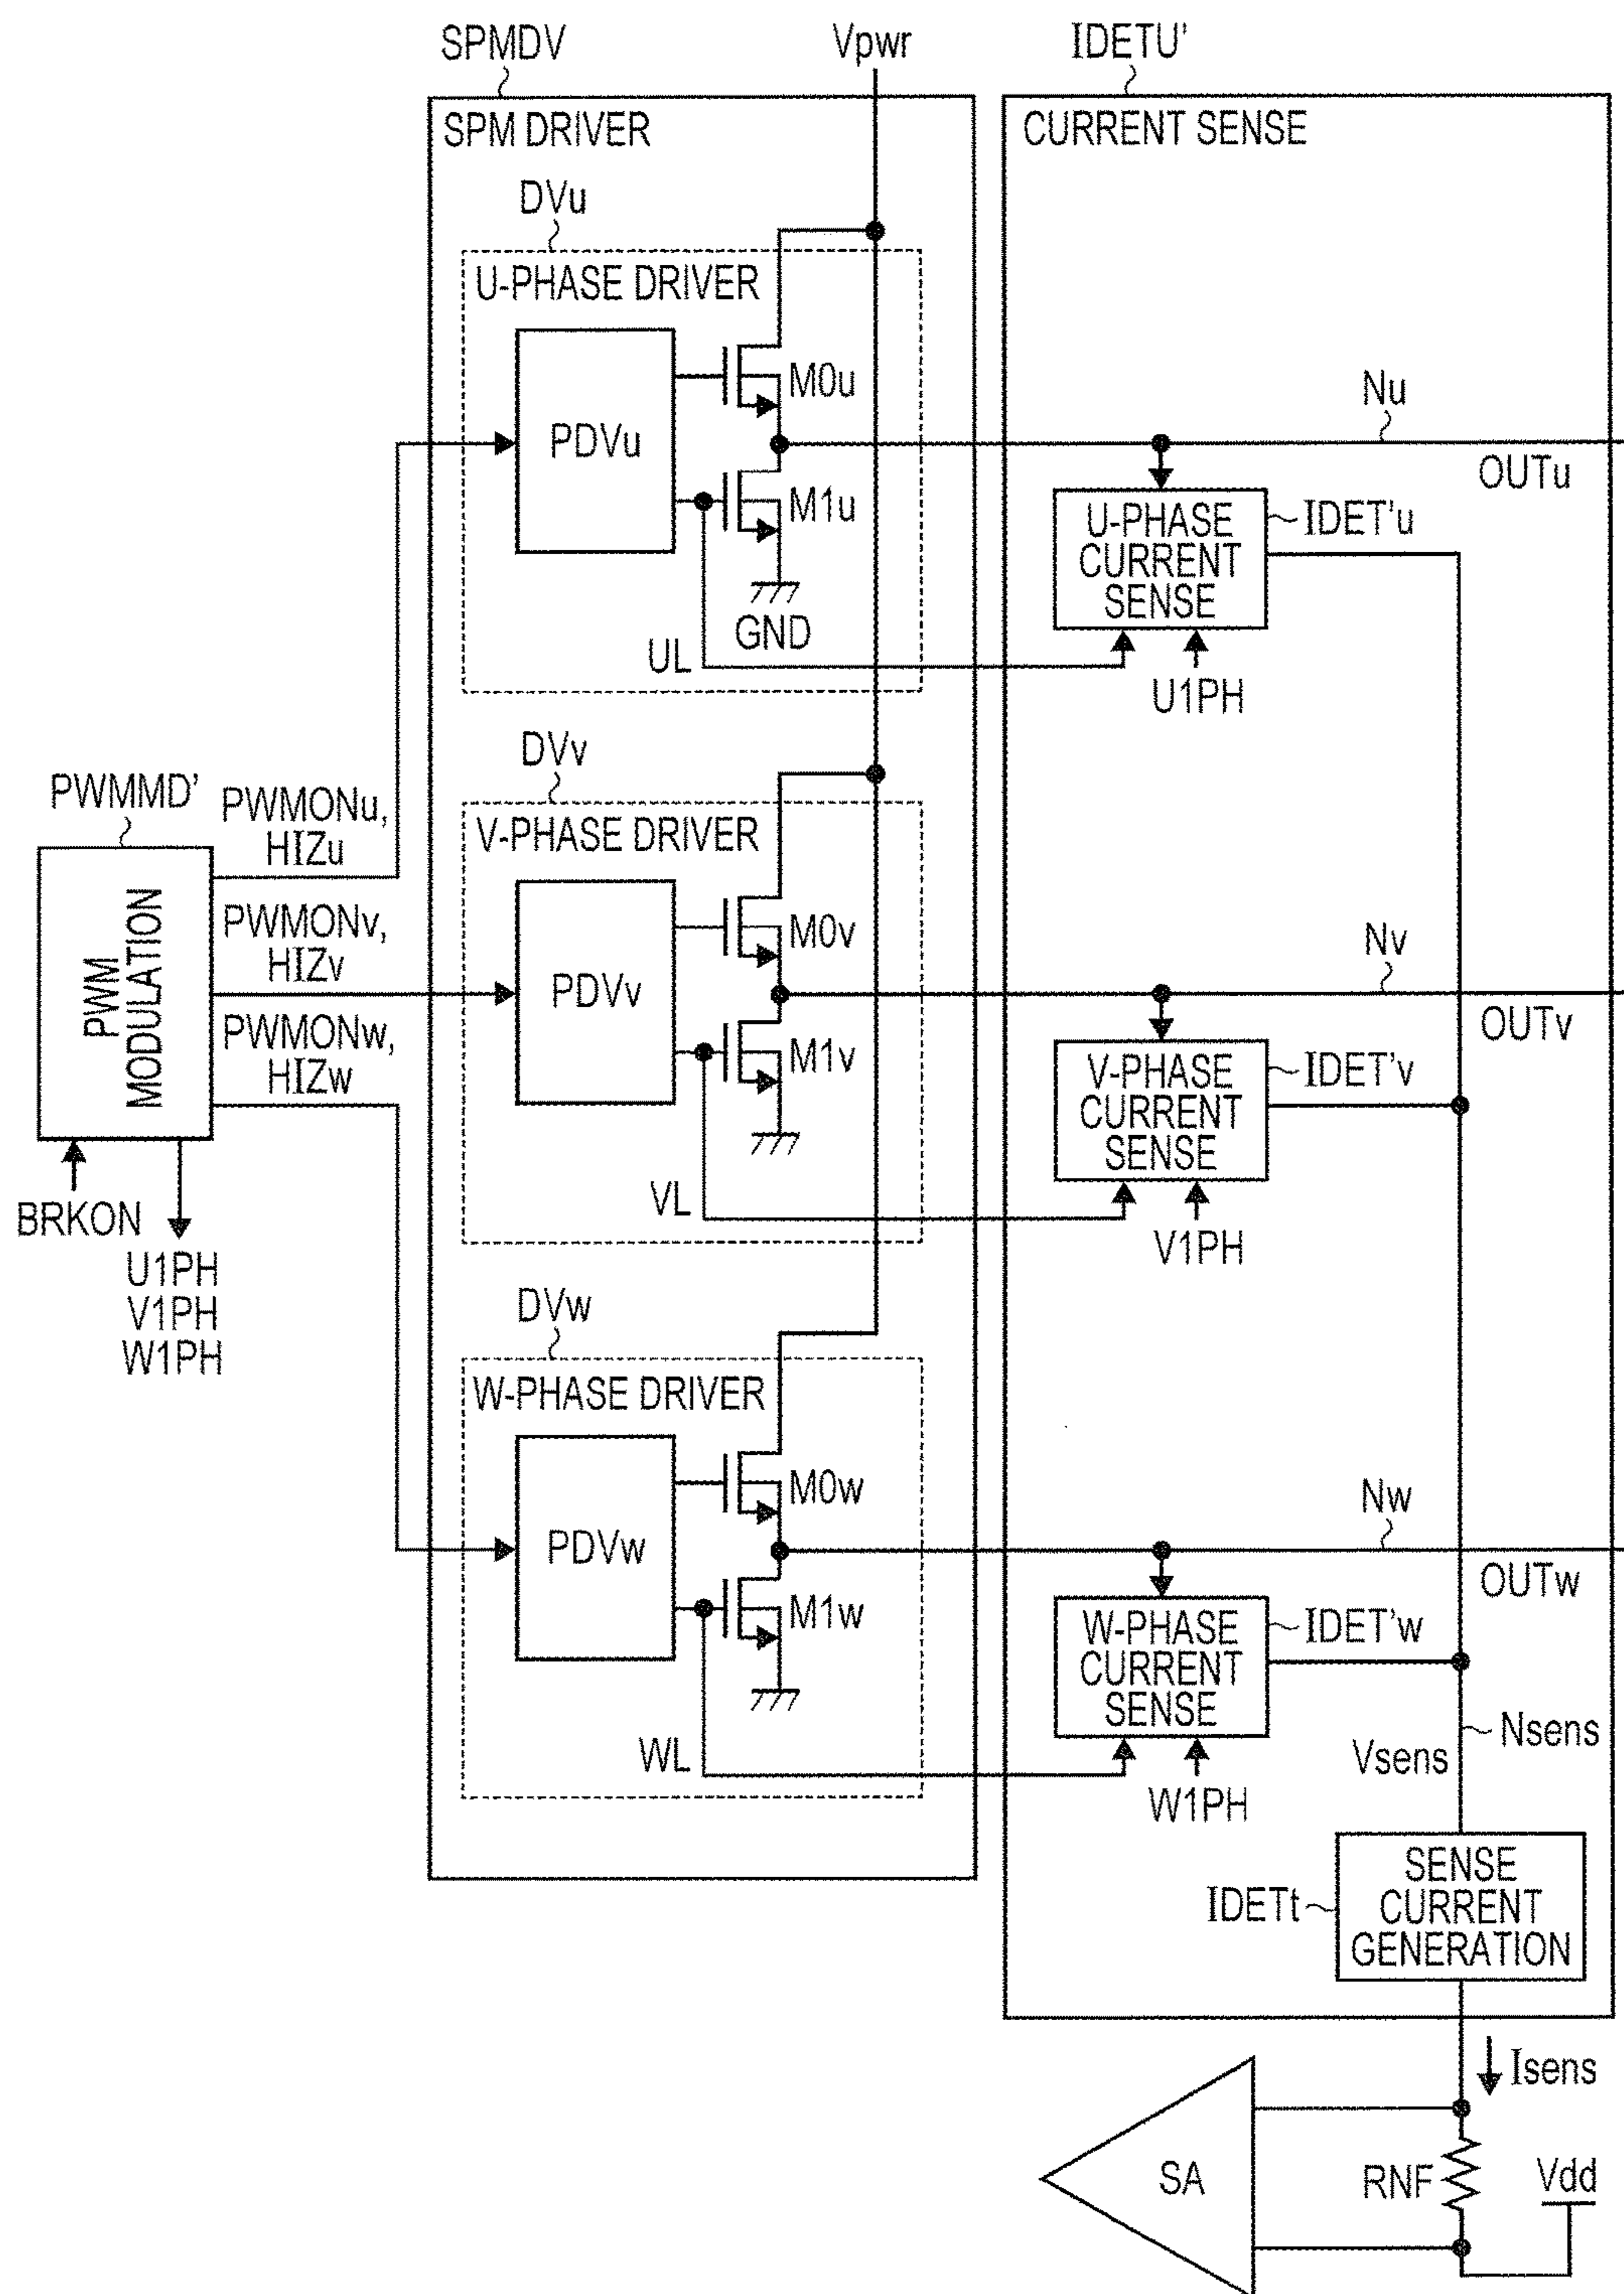 SPMDV
Vpwr
IDETU'
SPM DRIVER
CURRENT SENSE
DVu
U-PHASE DRIVER
M0u
Nu
PDVu
OUTu
M1u
U-PHASE
CURRENT
SENSE
IDET'u
GND
UL
U1PH
DVv
PWMMD'
PWMONu,
HIZu
V-PHASE DRIVER
PWM
MODULATION
PWMONv,
HIZv
M0v
Nv
PDVv
OUTv
PWMONw,
HIZw
M1v
V-PHASE
CURRENT
SENSE
IDET'v
BRKON
VL
V1PH
U1PH
V1PH
W1PH
DVw
W-PHASE DRIVER
M0w
Nw
PDVw
OUTw
M1w
W-PHASE
CURRENT
SENSE
IDET'w
WL
Vsens
Nsens
W1PH
IDETt
SENSE
CURRENT
GENERATION
Isens
SA
RNF
Vdd